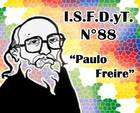 I.S.F.D.yT.
N°88
"Paulo
Freire"